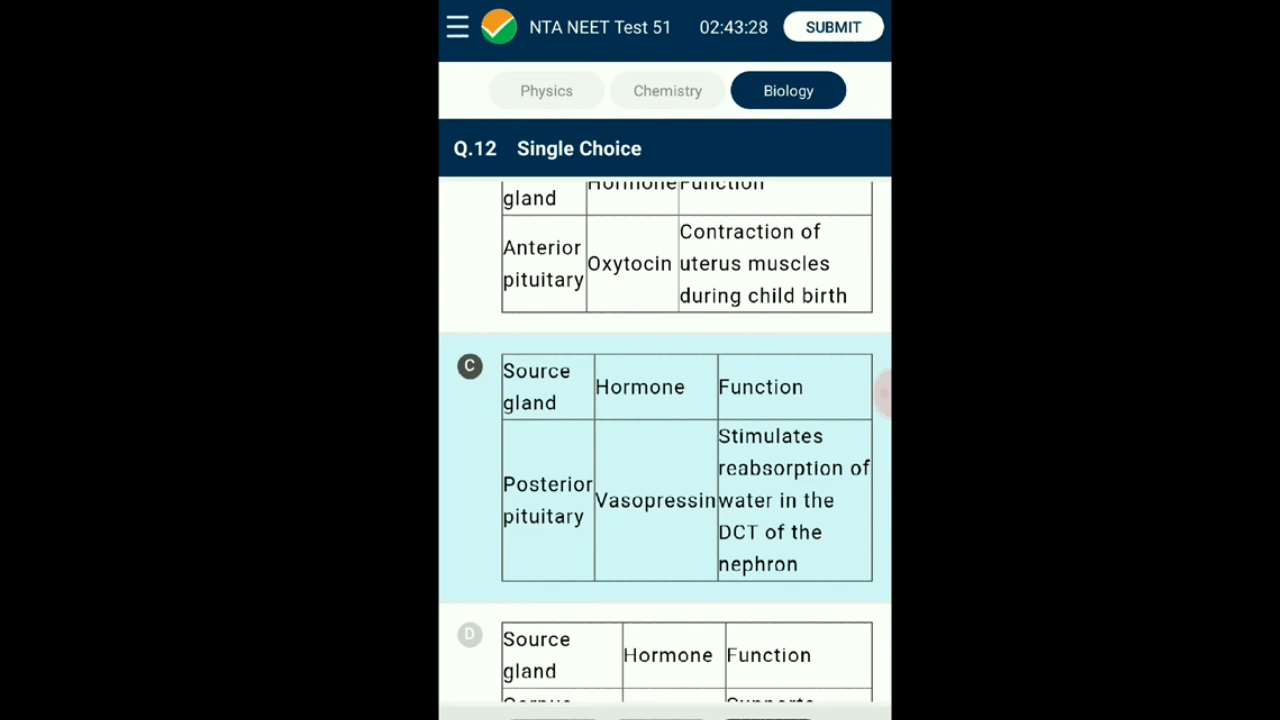 NTA NEET Test 51 02:43:28 SUBMIT
Physics Chemistry Biology
Q.12 Single Choice
gland Hormone Function
Anterior pituitary Oxytocin Contraction of uterus muscles during child birth
C
Source gland Hormone Function
Posterior pituitary Vasopressin Stimulates reabsorption of water in the DCT of the nephron
D
Source gland Hormone Function